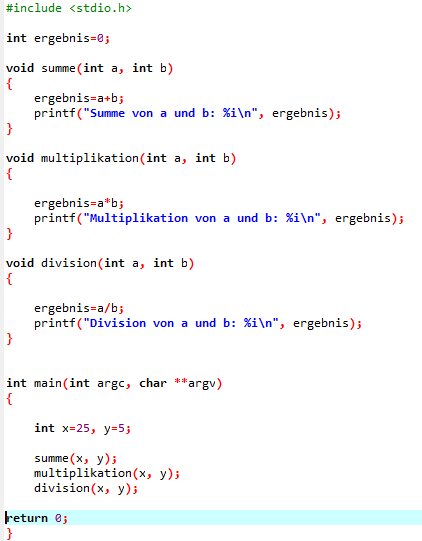 #include <stdio.h>
int ergebnis=0;
void summe(int a, int b)
{
ergebnis=a+b;
printf("Summe von a und b: %i\n", ergebnis);
}
void multiplikation(int a, int b)
{
ergebnis=a*b;
printf("Multiplikation von a und b: %i\n", ergebnis);
}
void division(int a, int b)
{
ergebnis=a/b;
printf("Division von a und b: %i\n", ergebnis);
}
int main(int argc, char **argv)
{
int x=25, y=5;
summe(x, y);
multiplikation(x, y);
division(x, y);
return 0;
}